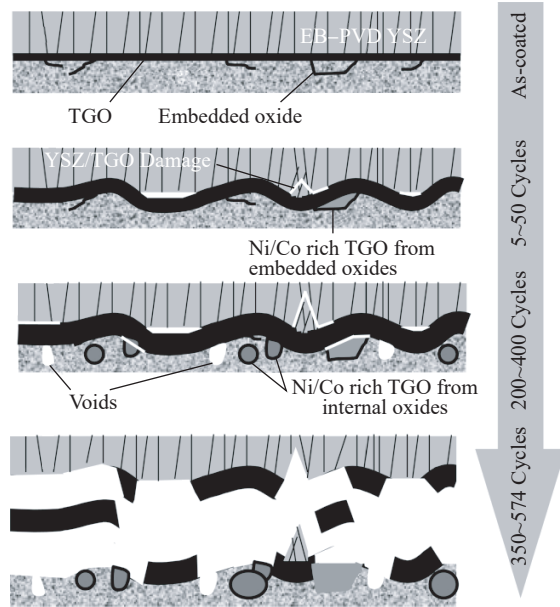 EB–PVD YSZ
TGO
Embedded oxide
As-coatcd
YSZ/TGO Damage
Ni/Co rich TGO from
embedded oxides
5~50 Cycles
Voids
Ni/Co rich TGO from
internal oxides
200~400 Cycles
350~574 Cycles